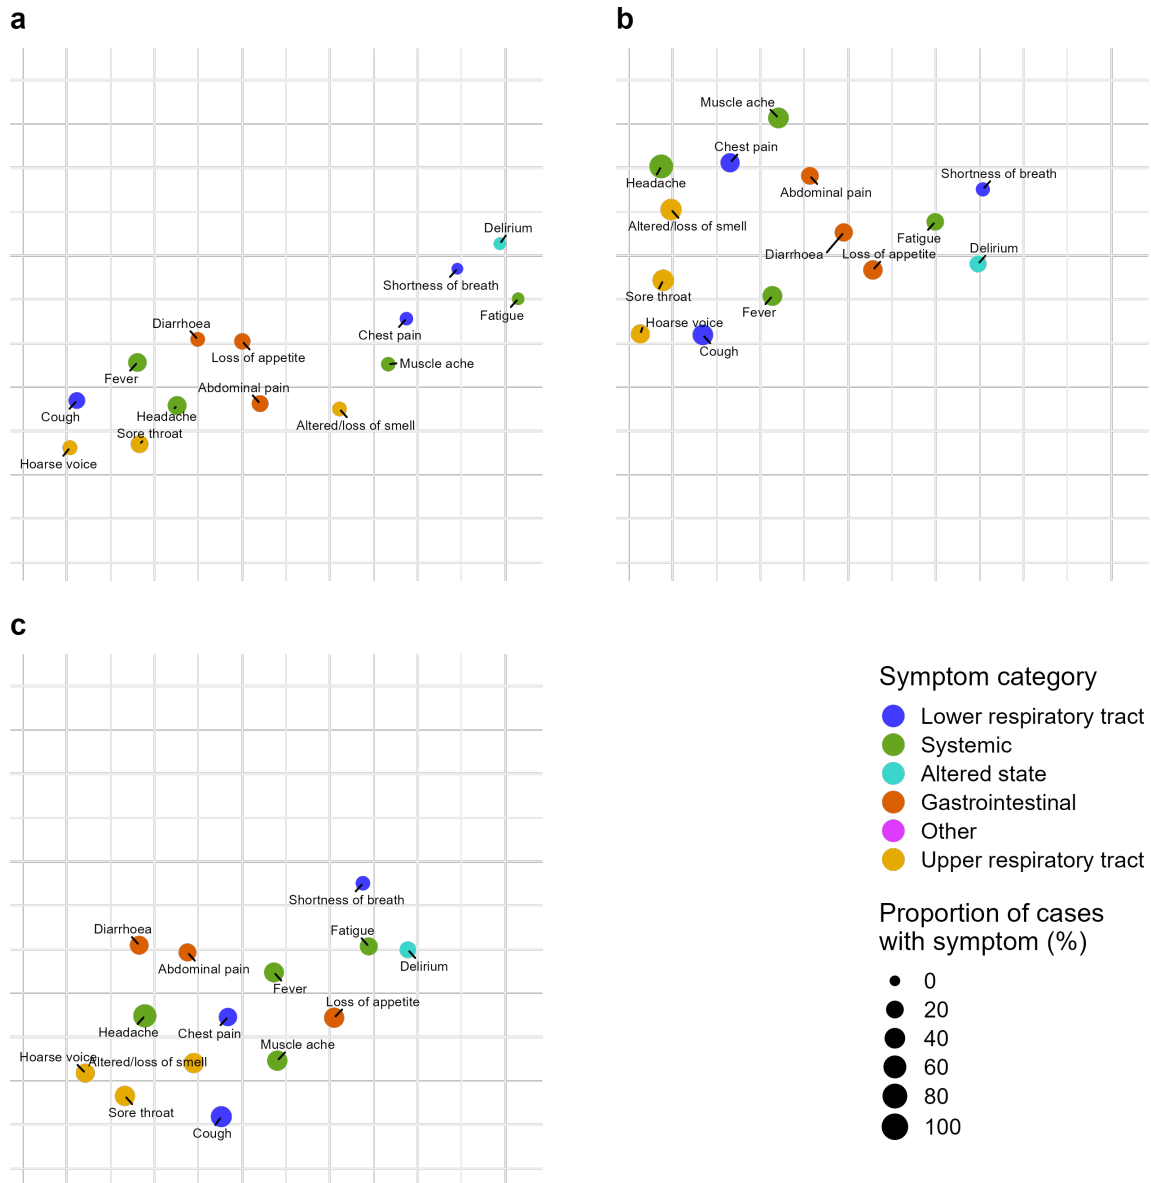 a
Delirium
Shortness of breath
Fatigue
Diarrhoea
Chest pain
Loss of appetite
Muscle ache
Fever
Abdominal pain
Cough
Headache
Altered/loss of smell
Sore throat
Hoarse voice
b
Muscle ache
Chest pain
Shortness of breath
Headache
Abdominal pain
Altered/loss of smell
Fatigue
Delirium
Diarrhoea
Loss of appetite
Sore throat
Fever
Hoarse voice
Cough
c
Shortness of breath
Diarrhoea
Fatigue
Abdominal pain
Delirium
Fever
Loss of appetite
Headache
Chest pain
Muscle ache
Hoarse voice
Altered/loss of smell
Sore throat
Cough
Symptom category
Lower respiratory tract
Systemic
Altered state
Gastrointestinal
Other
Upper respiratory tract
Proportion of cases
with symptom (%)
0
20
40
60
80
100